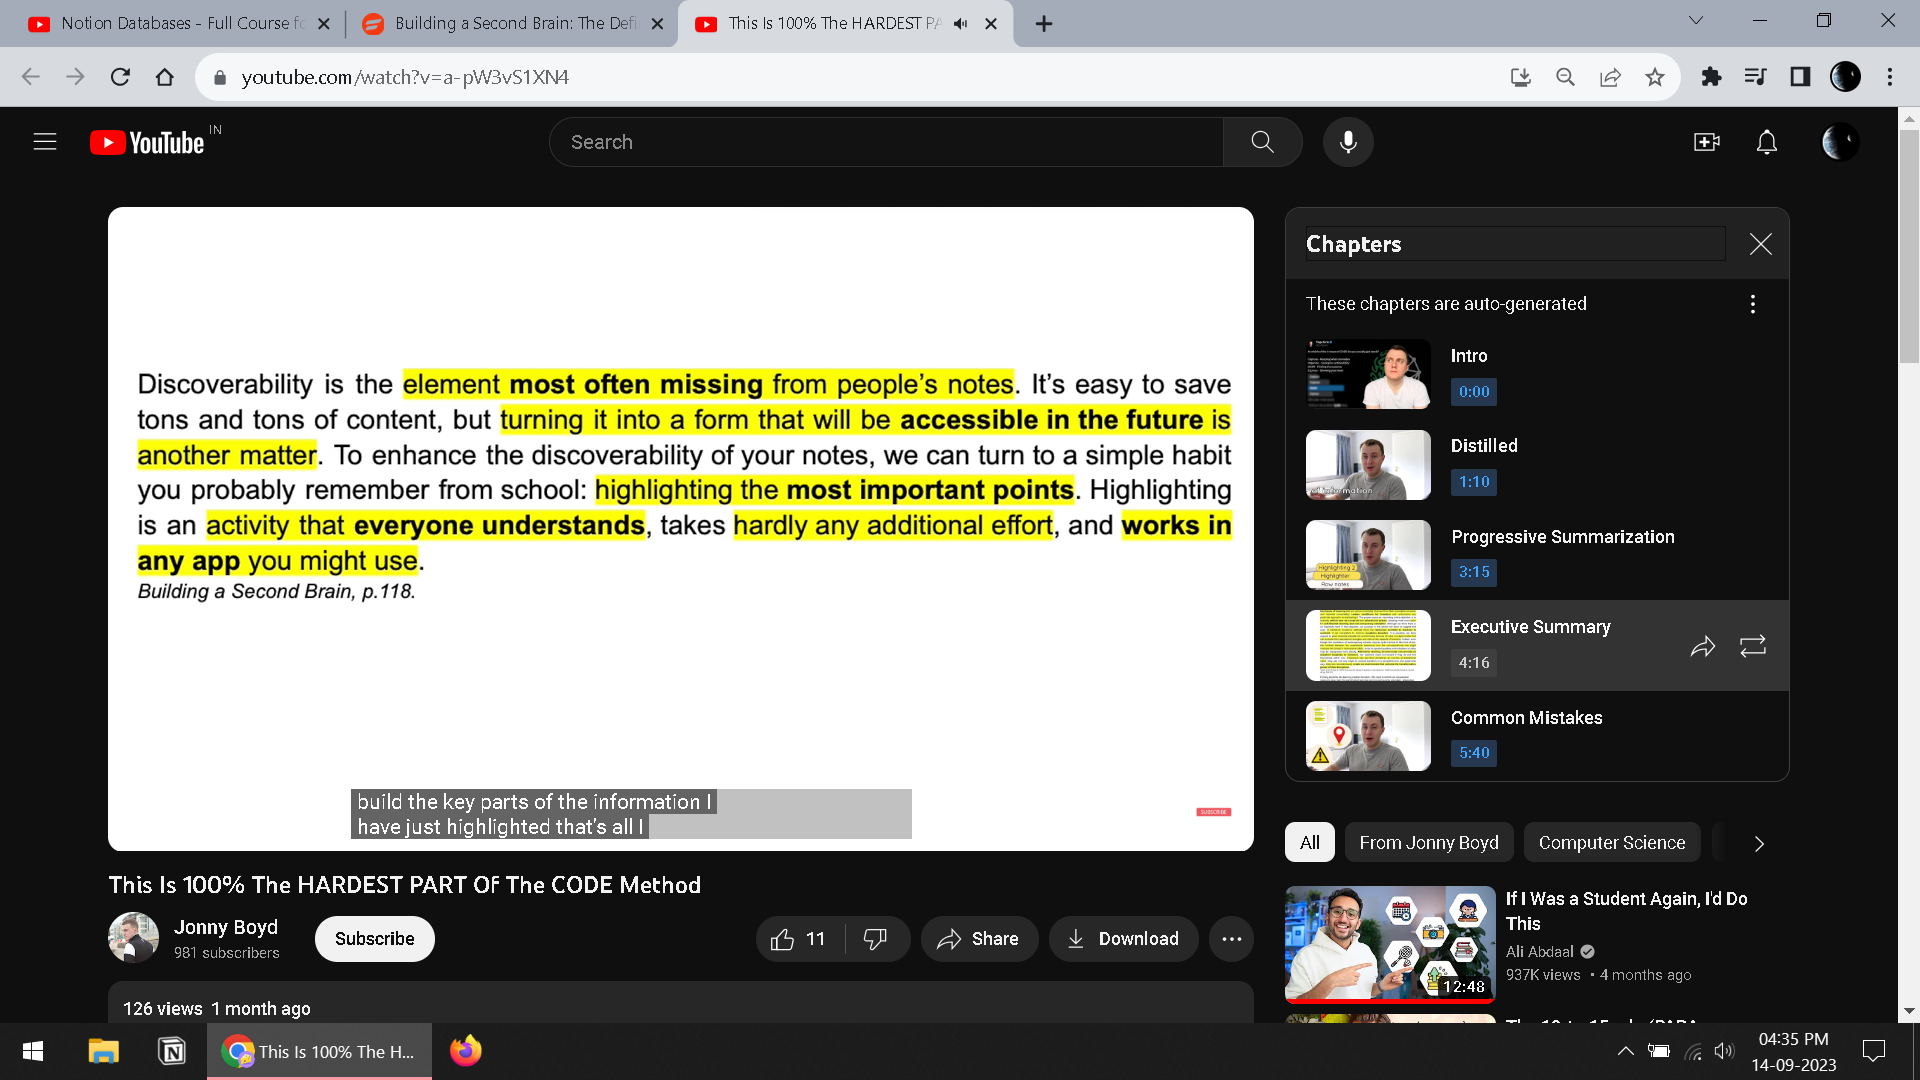 Notion Databases - Full Course fo
Building a Second Brain: The Defi
This Is 100% The HARDEST PA
youtube.com/watch?v=a-pW3vS1XN4
YouTube
IN
Search
Discoverability is the element most often missing from people's notes. It's easy to save
tons and tons of content, but turning it into a form that will be accessible in the future is
another matter. To enhance the discoverability of your notes, we can turn to a simple habit
you probably remember from school: highlighting the most important points. Highlighting
is an activity that everyone understands, takes hardly any additional effort, and works in
any app you might use.
Building a Second Brain, p.118.
build the key parts of the information I
have just highlighted that's all I
SUBSCRIBE
This Is 100% The HARDEST PART Of The CODE Method
Jonny Boyd
981 subscribers
Subscribe
11
Share
Download
126 views 1 month ago
Chapters
These chapters are auto-generated
Intro
0:00
Distilled
1:10
Progressive Summarization
3:15
Highlighting 2
Highlighter
Raw notes
Executive Summary
4:16
Common Mistakes
5:40
All
From Jonny Boyd
Computer Science
If I Was a Student Again, I'd Do
This
Ali Abdaal
937K views • 4 months ago
12:48
This Is 100% The H...
04:35 PM
14-09-2023